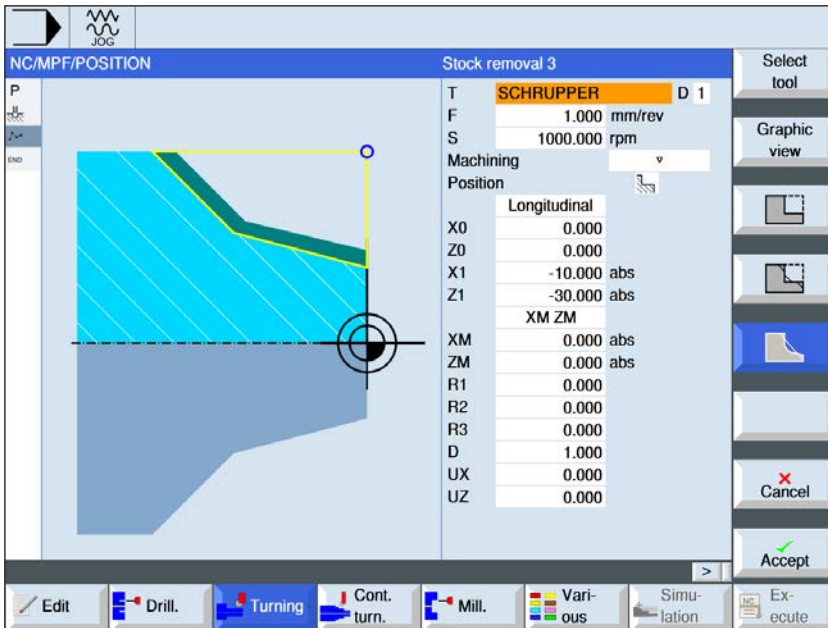 JOG
NC/MPF/POSITION
Stock removal 3
P
END
T SCHRUPPER D 1
F 1.000 mm/rev
S 1000.000 rpm
Machining ▿
Position
Longitudinal
X0 0.000
Z0 0.000
X1 -10.000 abs
Z1 -30.000 abs
XM ZM
XM 0.000 abs
ZM 0.000 abs
R1 0.000
R2 0.000
R3 0.000
D 1.000
UX 0.000
UZ 0.000
Select
tool
Graphic
view
Cancel
Accept
>
Edit
Drill.
Turning
Cont.
turn.
Mill.
Vari-
ous
Simu-
lation
NC
Ex-
ecute